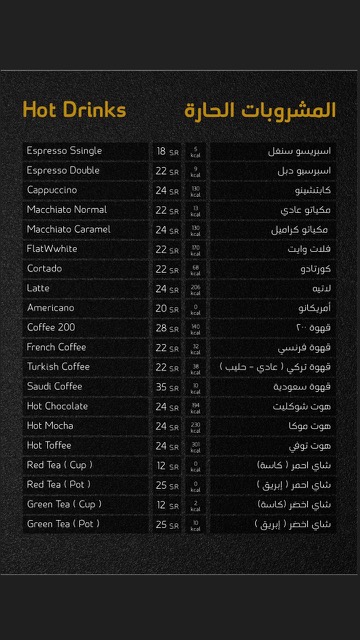 Hot Drinks المشروبات الحارة
Espresso Ssingle 18 SR 5 kcal اسبريسو سنغل
Espresso Double 22 SR 9 kcal اسبرسيو دبل
Cappuccino 24 SR 130 kcal كابتشينو
Macchiato Normal 22 SR 13 kcal مكياتو عادي
Macchiato Caramel 24 SR 130 kcal مكياتو كراميل
FlatWwhite 22 SR 170 kcal فلات وايت
Cortado 22 SR 68 kcal كورتادو
Latte 24 SR 206 kcal لاتيه
Americano 20 SR 0 kcal أمريكانو
Coffee 200 28 SR 140 kcal قهوة ٢٠٠
French Coffee 22 SR 32 kcal قهوة فرنسي
Turkish Coffee 22 SR 38 kcal قهوة تركي ( عادي - حليب )
Saudi Coffee 35 SR 10 kcal قهوة سعودية
Hot Chocolate 24 SR 194 kcal هوت شوكليت
Hot Mocha 24 SR 230 kcal هوت موكا
Hot Toffee 24 SR 301 kcal هوت توفي
Red Tea ( Cup ) 12 SR 0 kcal شاي احمر (كاسة)
Red Tea ( Pot ) 25 SR 0 kcal شاي احمر ( إبريق )
Green Tea ( Cup ) 12 SR 2 kcal شاي اخضر (كاسة)
Green Tea ( Pot ) 25 SR 10 kcal شاي اخضر ( إبريق )